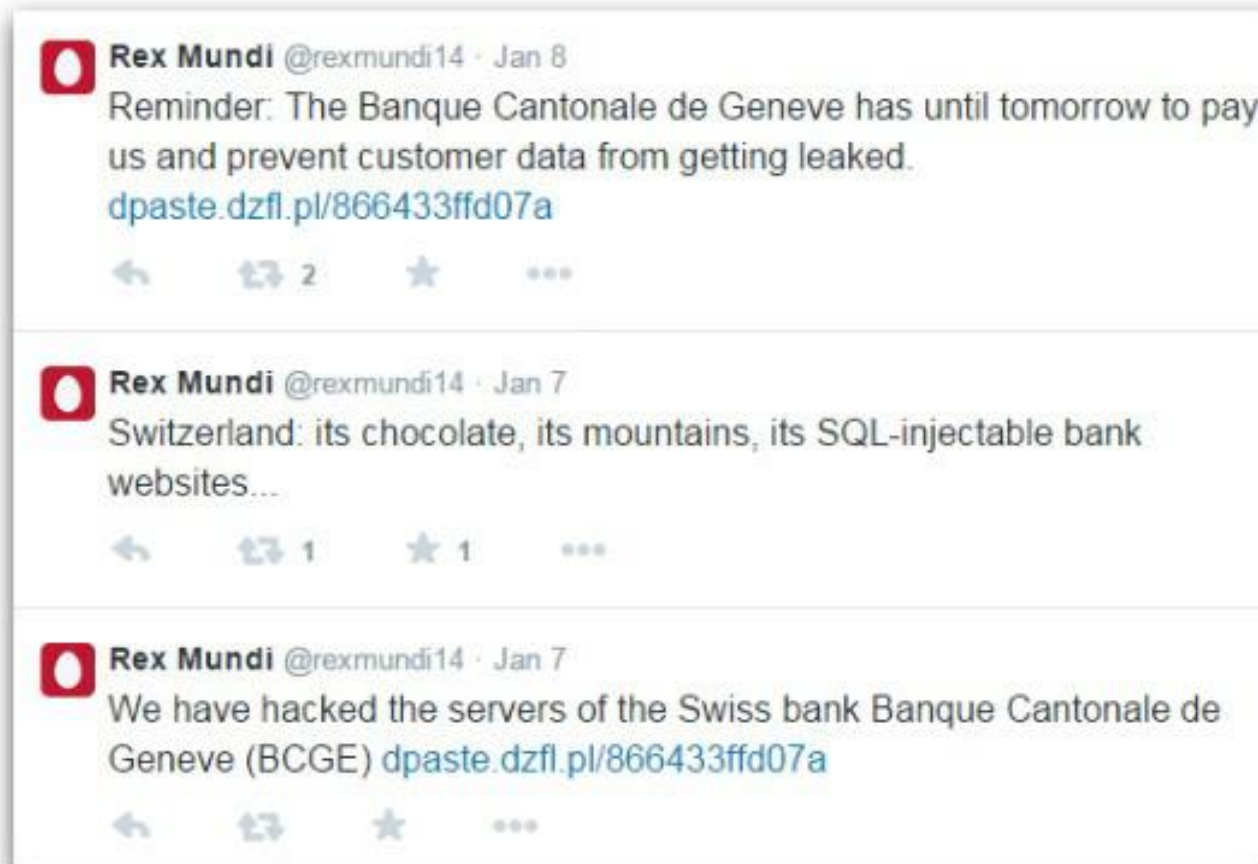 Rex Mundi @rexmundi14 · Jan 8
Reminder: The Banque Cantonale de Geneve has until tomorrow to pay
us and prevent customer data from getting leaked.
dpaste.dzfl.pl/866433ffd07a
2
Rex Mundi @rexmundi14 · Jan 7
Switzerland: its chocolate, its mountains, its SQL-injectable bank
websites...
1 1
Rex Mundi @rexmundi14 · Jan 7
We have hacked the servers of the Swiss bank Banque Cantonale de
Geneve (BCGE) dpaste.dzfl.pl/866433ffd07a